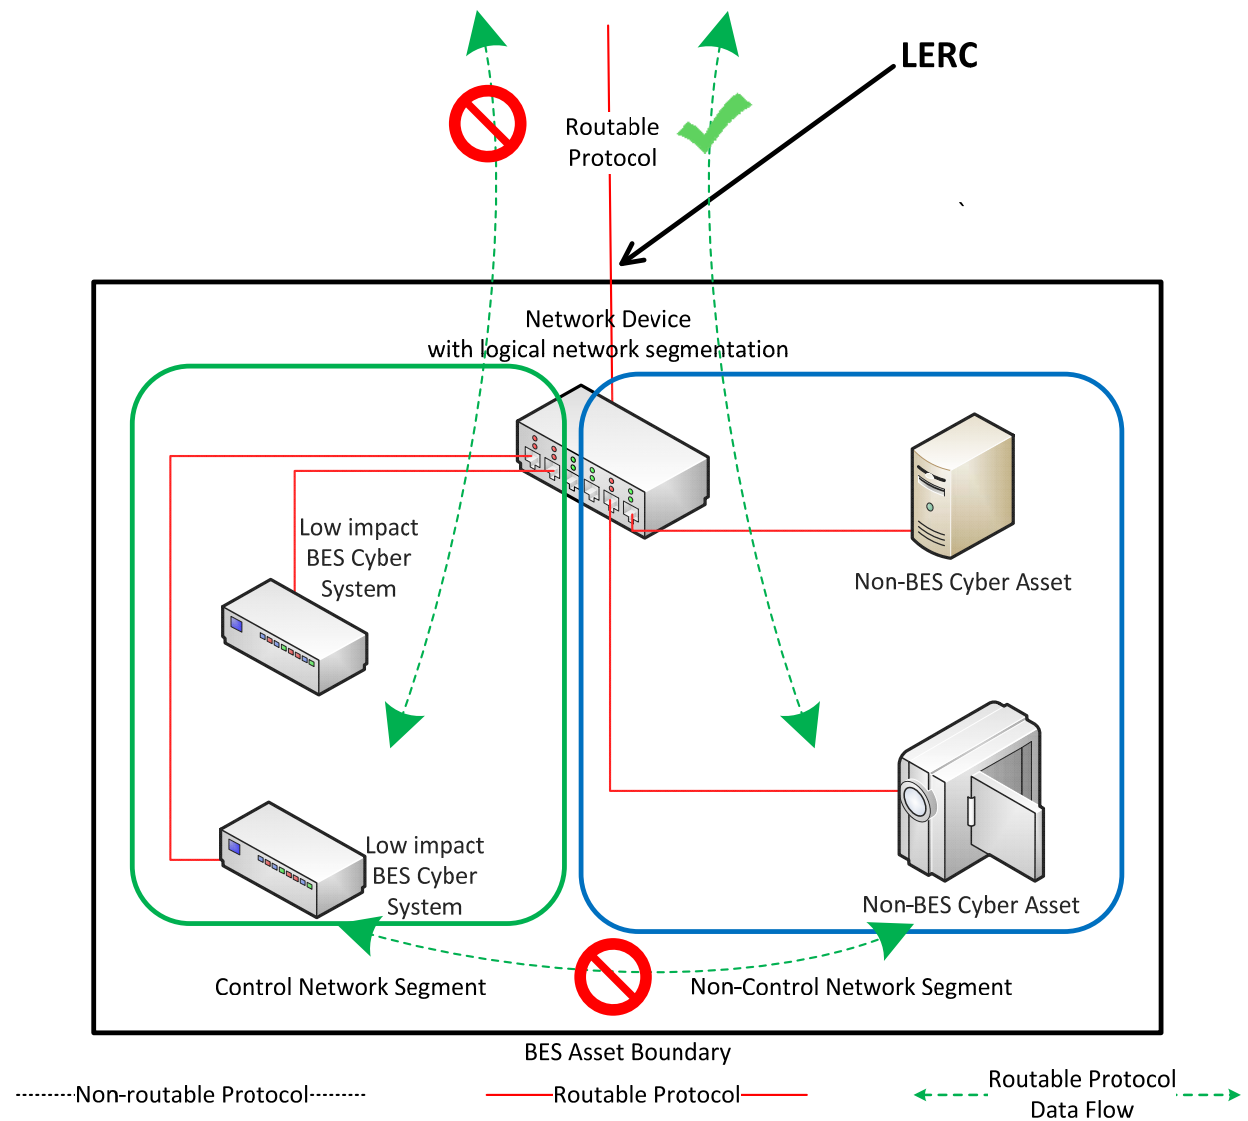 LERC
Routable
Protocol
`
Network Device
with logical network segmentation
Low impact
BES Cyber
System
Non-BES Cyber Asset
Low impact
BES Cyber
System
Non-BES Cyber Asset
Control Network Segment
Non-Control Network Segment
BES Asset Boundary
Non-routable Protocol
Routable Protocol
Routable Protocol
Data Flow